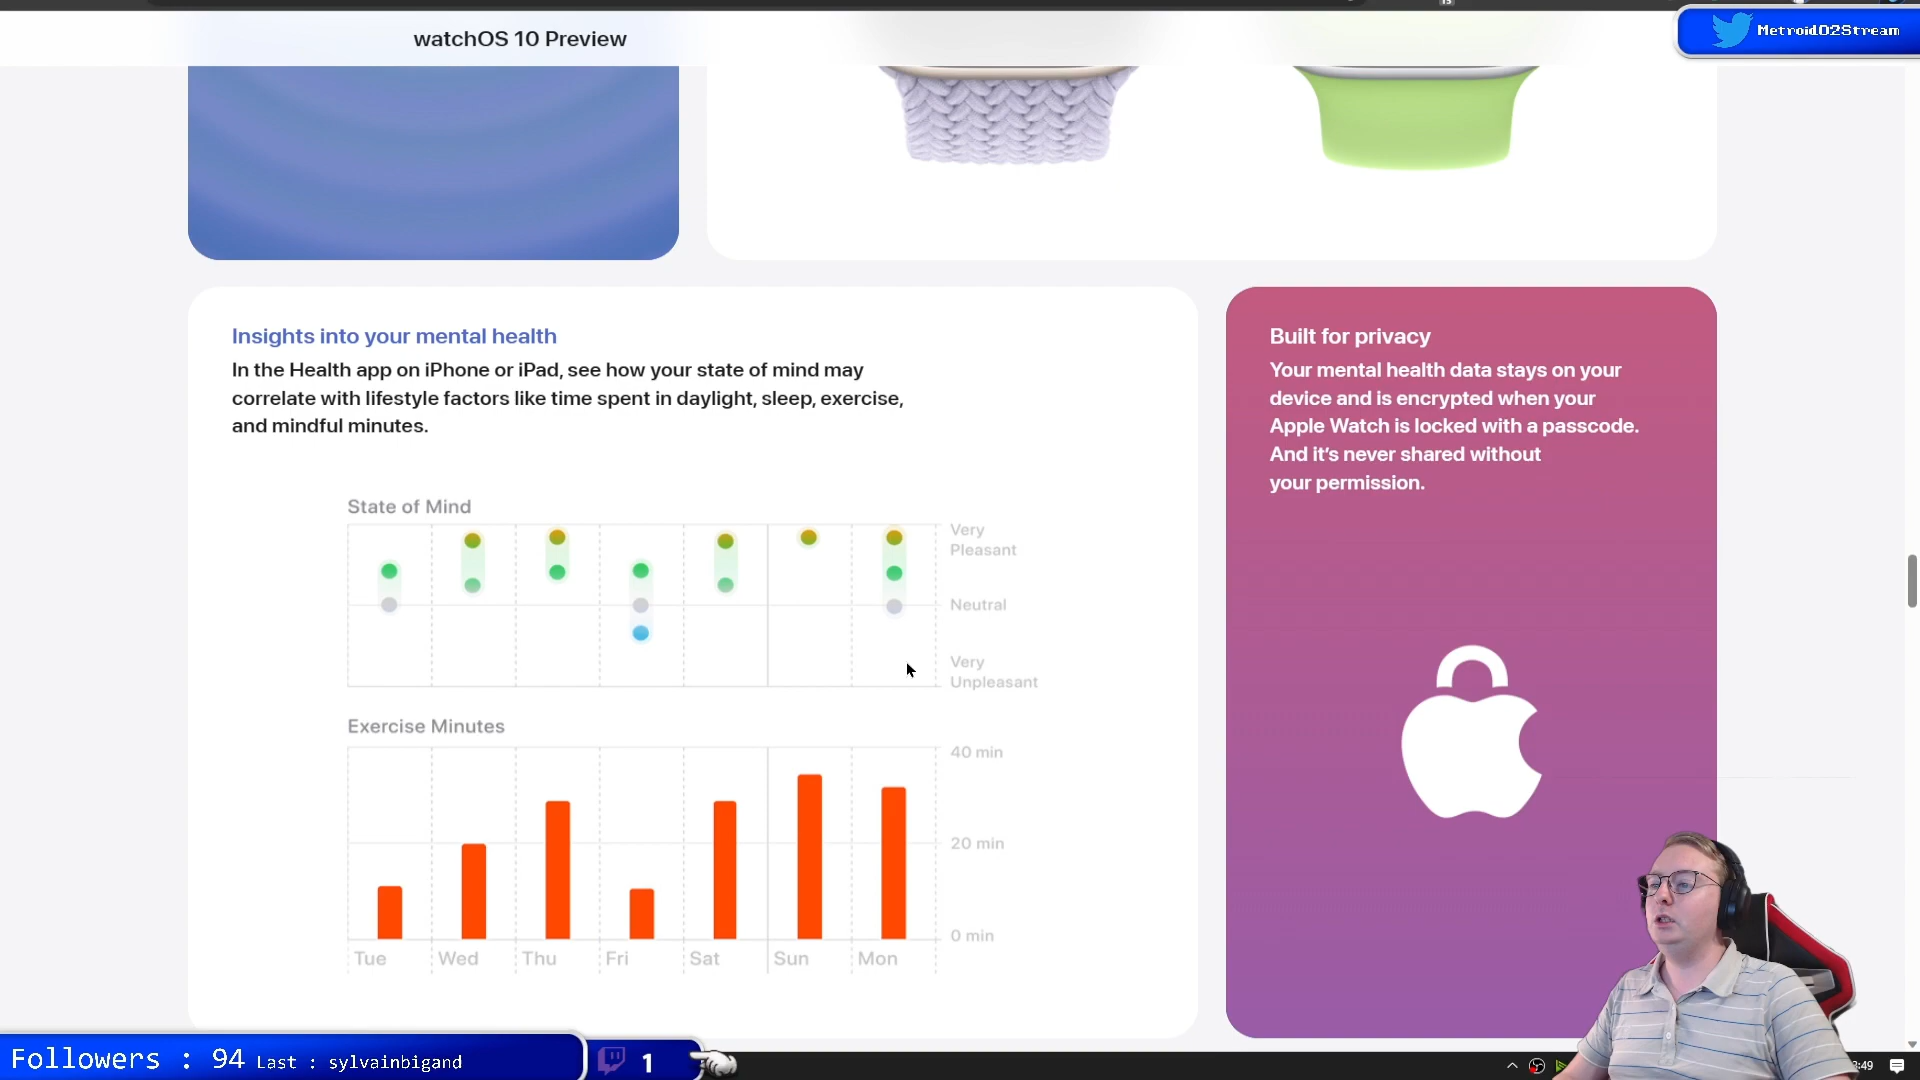 watchOS 10 Preview
MetroidO2Stream
Insights into your mental health
In the Health app on iPhone or iPad, see how your state of mind may
correlate with lifestyle factors like time spent in daylight, sleep, exercise,
and mindful minutes.
Built for privacy
Your mental health data stays on your
device and is encrypted when your
Apple Watch is locked with a passcode.
And it's never shared without
your permission.
State of Mind
Very
Pleasant
Neutral
Very
Unpleasant
Exercise Minutes
40 min
20 min
0 min
Tue Wed Thu Fri Sat Sun Mon
Followers : 94 Last : sylvainbigand
1
:49